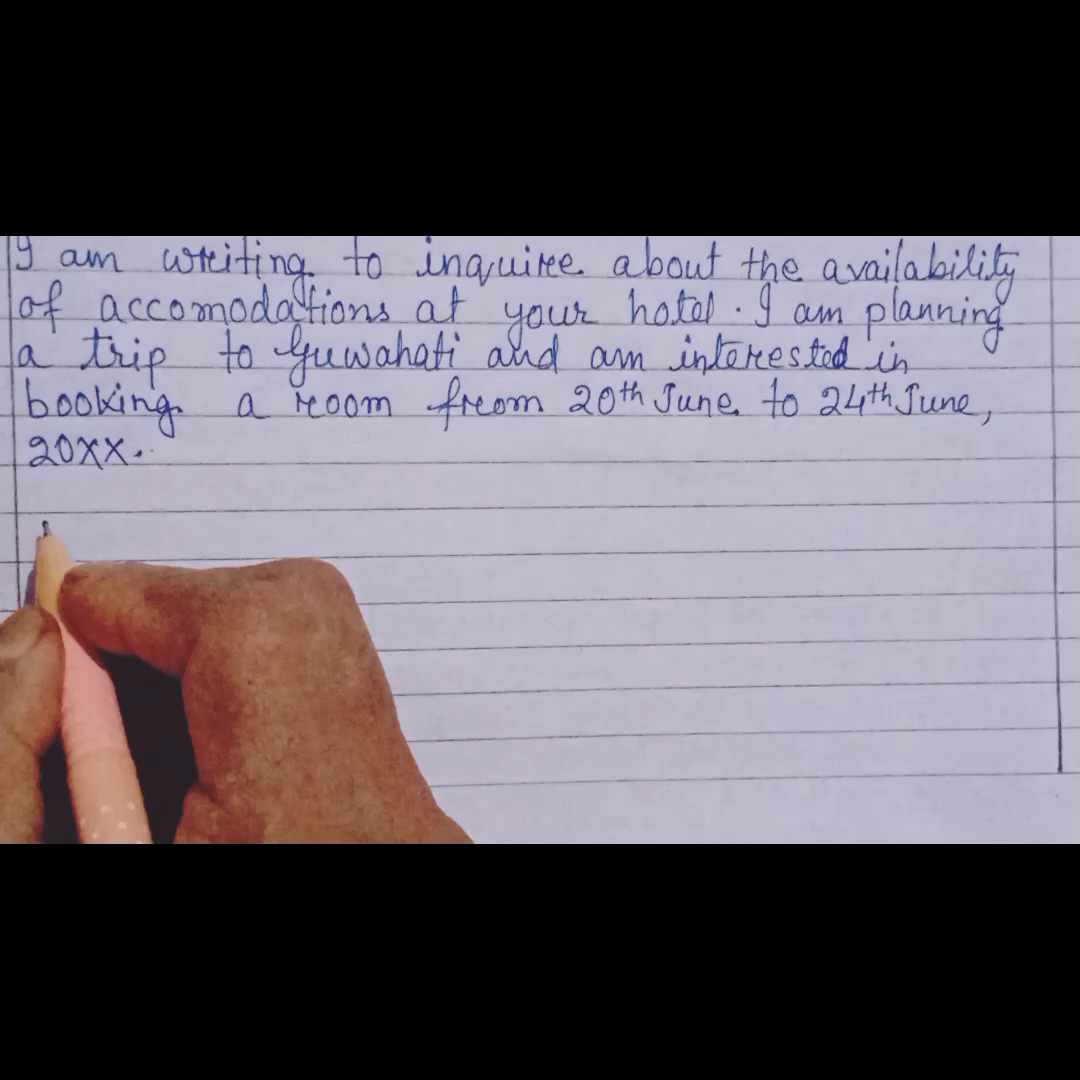 I am writing to inquire about the availability
of accomodations at your hotel. I am planning
a trip to Guwahati and am interested in
booking a room from 20th June to 24th June,
20XX.